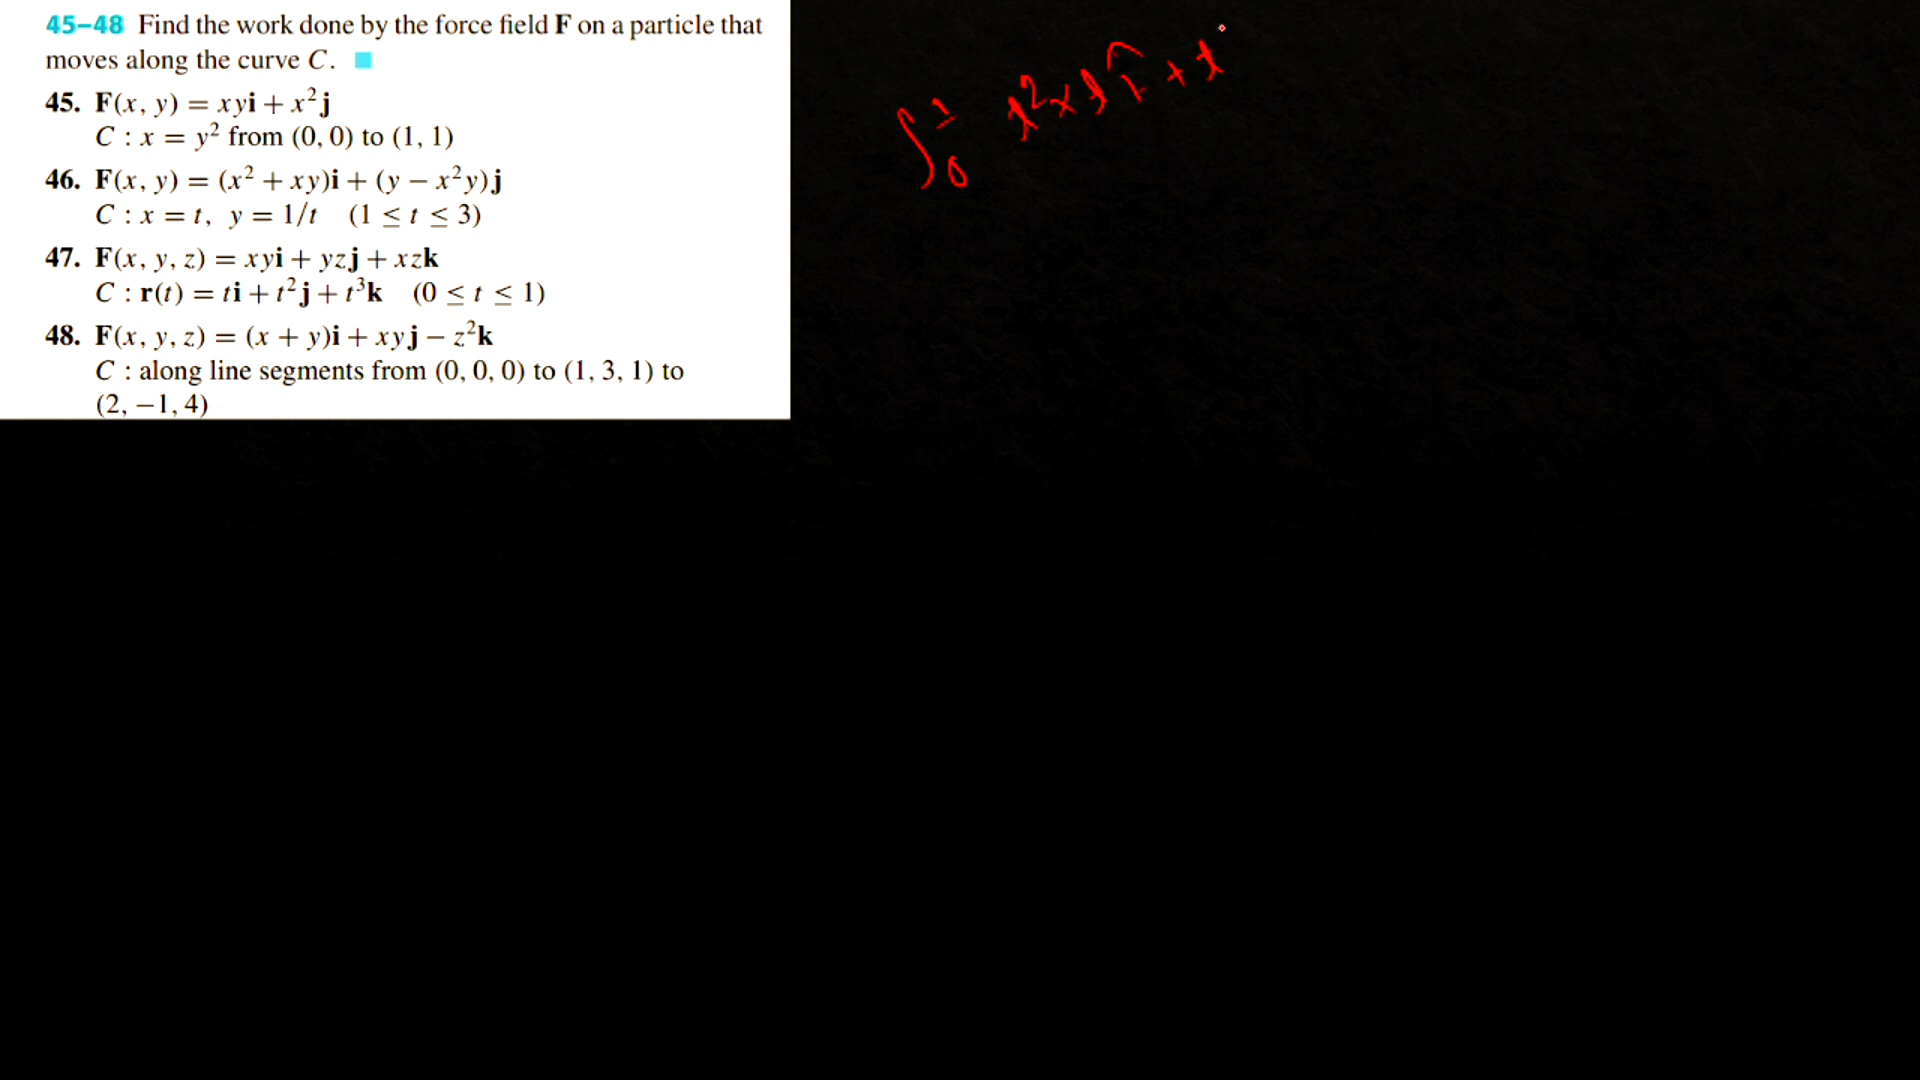 45–48 Find the work done by the force field F on a particle that
moves along the curve C.
45. F(x, y) = xyi + x²j
C : x = y² from (0, 0) to (1, 1)
46. F(x, y) = (x² + xy)i + (y − x²y)j
C : x = t, y = 1/t (1 ≤ t ≤ 3)
47. F(x, y, z) = xyi + yzj + xzk
C : r(t) = ti + t²j + t³k (0 ≤ t ≤ 1)
48. F(x, y, z) = (x + y)i + xyj − z²k
C : along line segments from (0, 0, 0) to (1, 3, 1) to
(2, −1, 4)
∫₀¹ t² × t î + t